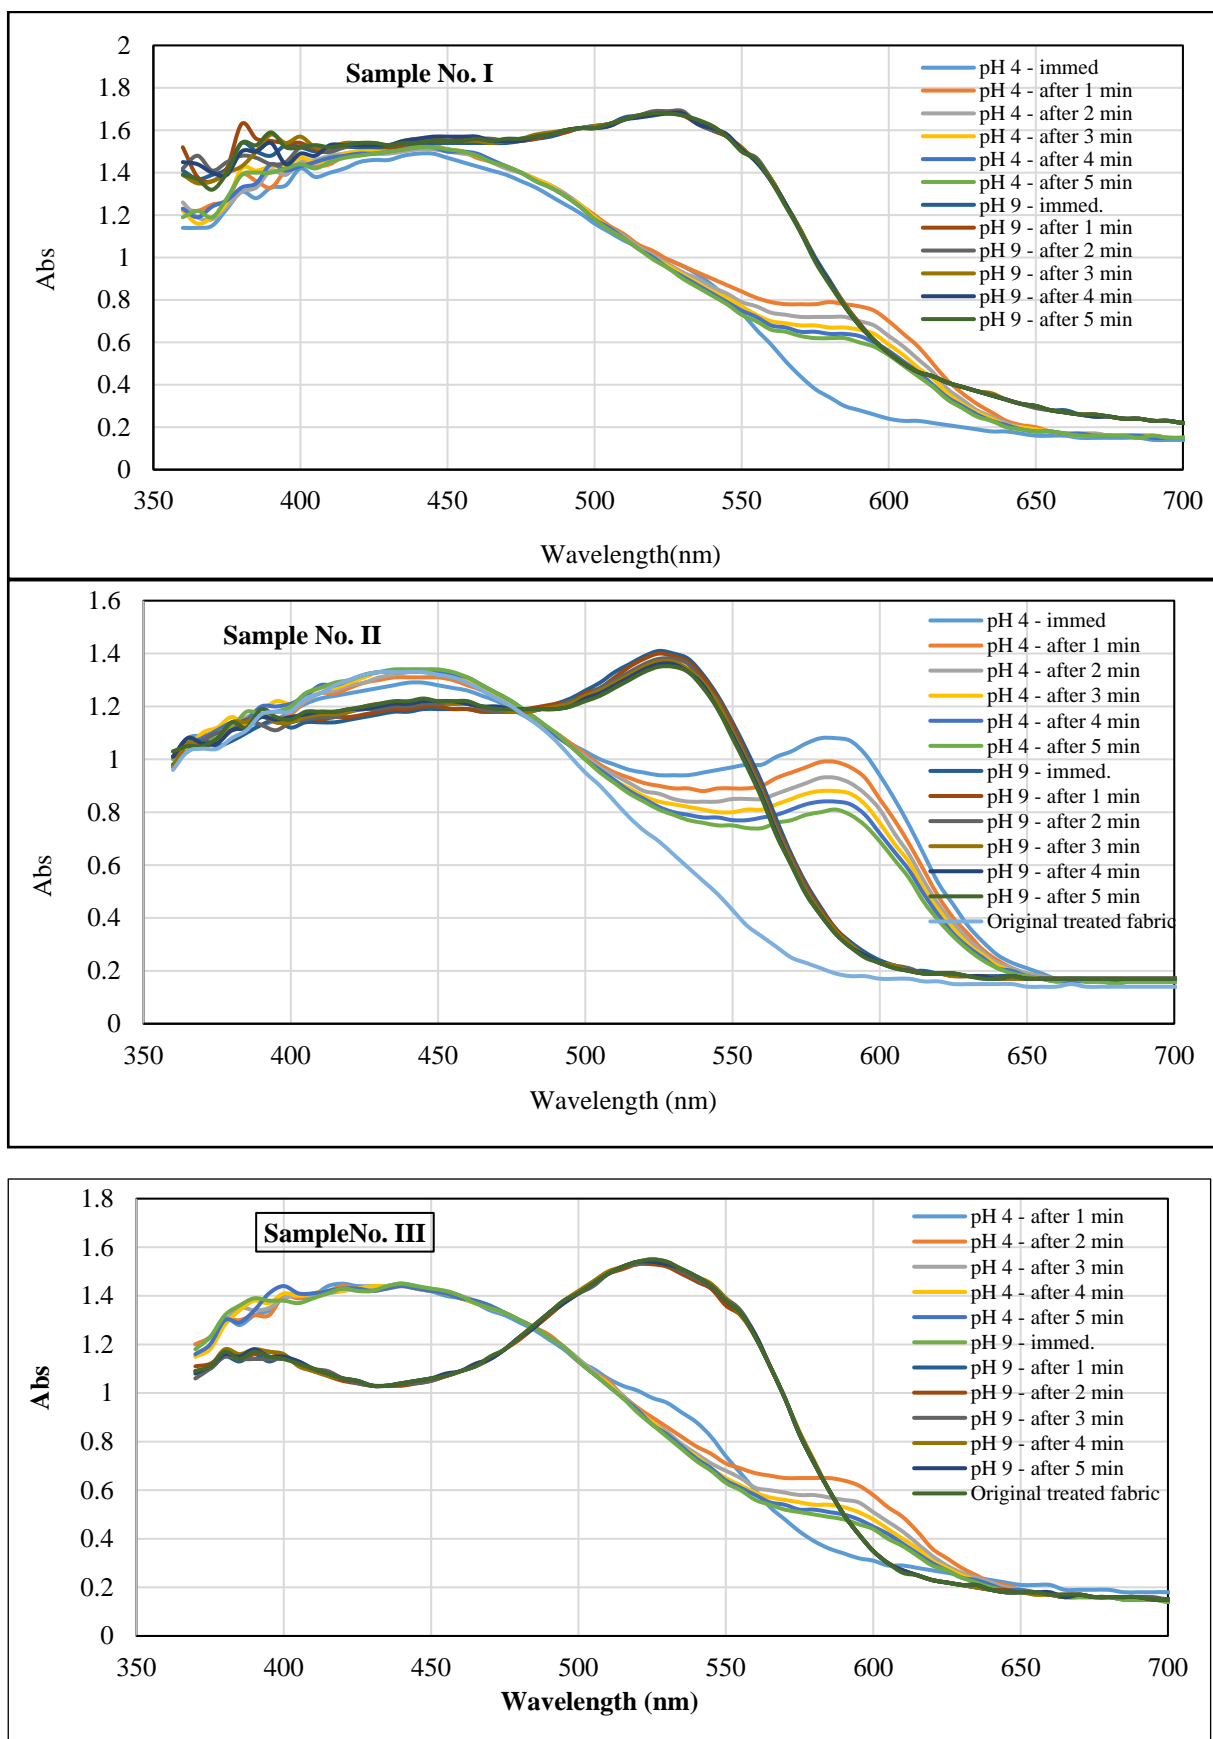 Sample No. I
Abs
2
1.8
1.6
1.4
1.2
1
0.8
0.6
0.4
0.2
0
350 400 450 500 550 600 650 700
Wavelength(nm)
pH 4 - immed
pH 4 - after 1 min
pH 4 - after 2 min
pH 4 - after 3 min
pH 4 - after 4 min
pH 4 - after 5 min
pH 9 - immed.
pH 9 - after 1 min
pH 9 - after 2 min
pH 9 - after 3 min
pH 9 - after 4 min
pH 9 - after 5 min
Sample No. II
Abs
1.6
1.4
1.2
1
0.8
0.6
0.4
0.2
0
350 400 450 500 550 600 650 700
Wavelength (nm)
pH 4 - immed
pH 4 - after 1 min
pH 4 - after 2 min
pH 4 - after 3 min
pH 4 - after 4 min
pH 4 - after 5 min
pH 9 - immed.
pH 9 - after 1 min
pH 9 - after 2 min
pH 9 - after 3 min
pH 9 - after 4 min
pH 9 - after 5 min
Original treated fabric
SampleNo. III
Abs
1.8
1.6
1.4
1.2
1
0.8
0.6
0.4
0.2
0
350 400 450 500 550 600 650 700
Wavelength (nm)
pH 4 - after 1 min
pH 4 - after 2 min
pH 4 - after 3 min
pH 4 - after 4 min
pH 4 - after 5 min
pH 9 - immed.
pH 9 - after 1 min
pH 9 - after 2 min
pH 9 - after 3 min
pH 9 - after 4 min
pH 9 - after 5 min
Original treated fabric